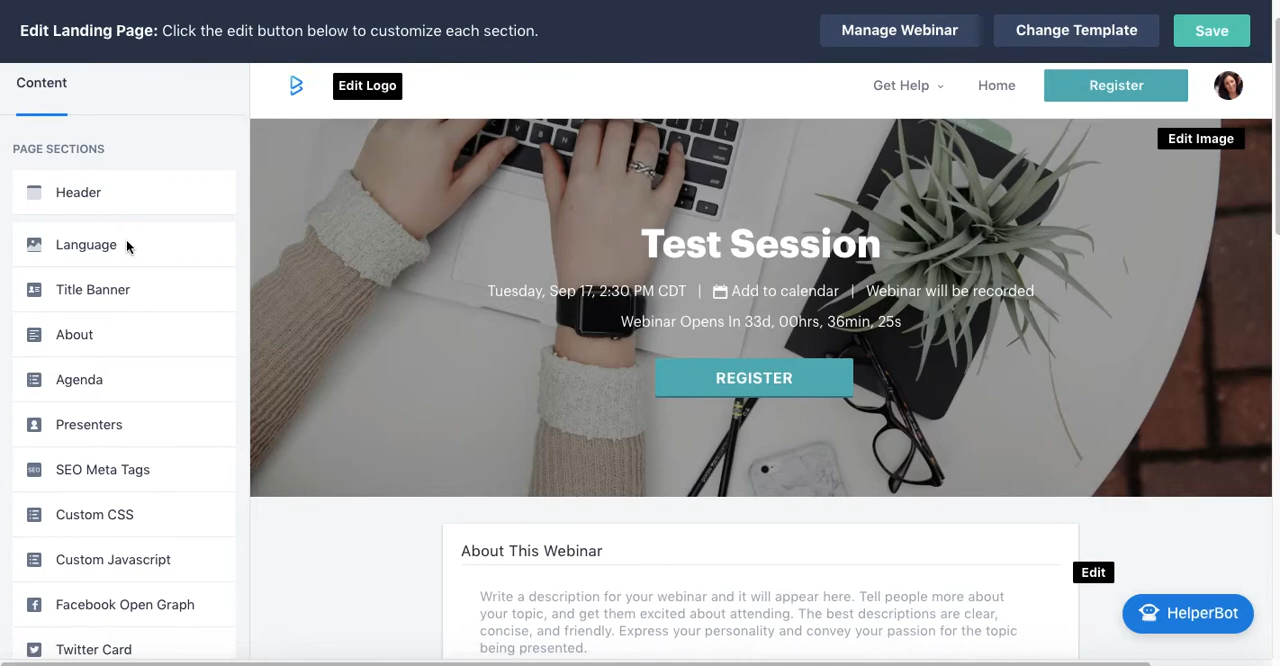 Edit Landing Page: Click the edit button below to customize each section.
Manage Webinar
Change Template
Save
Content
Edit Logo
Get Help
Home
Register
PAGE SECTIONS
Edit Image
Header
Language
Title Banner
About
Agenda
Presenters
SEO
SEO Meta Tags
Custom CSS
Custom Javascript
Facebook Open Graph
Twitter Card
Test Session
Tuesday, Sep 17, 2:30 PM CDT | Add to calendar | Webinar will be recorded
Webinar Opens In 33d, 00hrs, 36min, 25s
REGISTER
About This Webinar
Edit
Write a description for your webinar and it will appear here. Tell people more about
your topic, and get them excited about attending. The best descriptions are clear,
concise, and friendly. Express your personality and convey your passion for the topic
being presented.
HelperBot